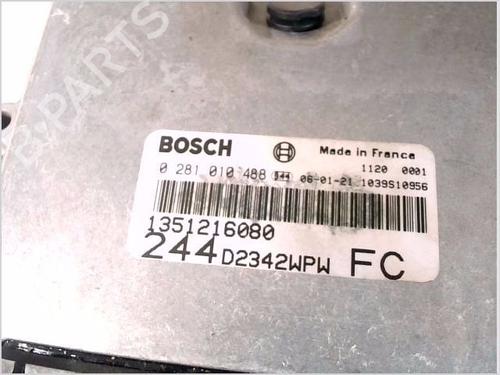 B-PARTS
BOSCH Made in France
0 281 010 488 544 06-01-21 1120 0001 1039S10956
1351216080
244 D2342WPW FC